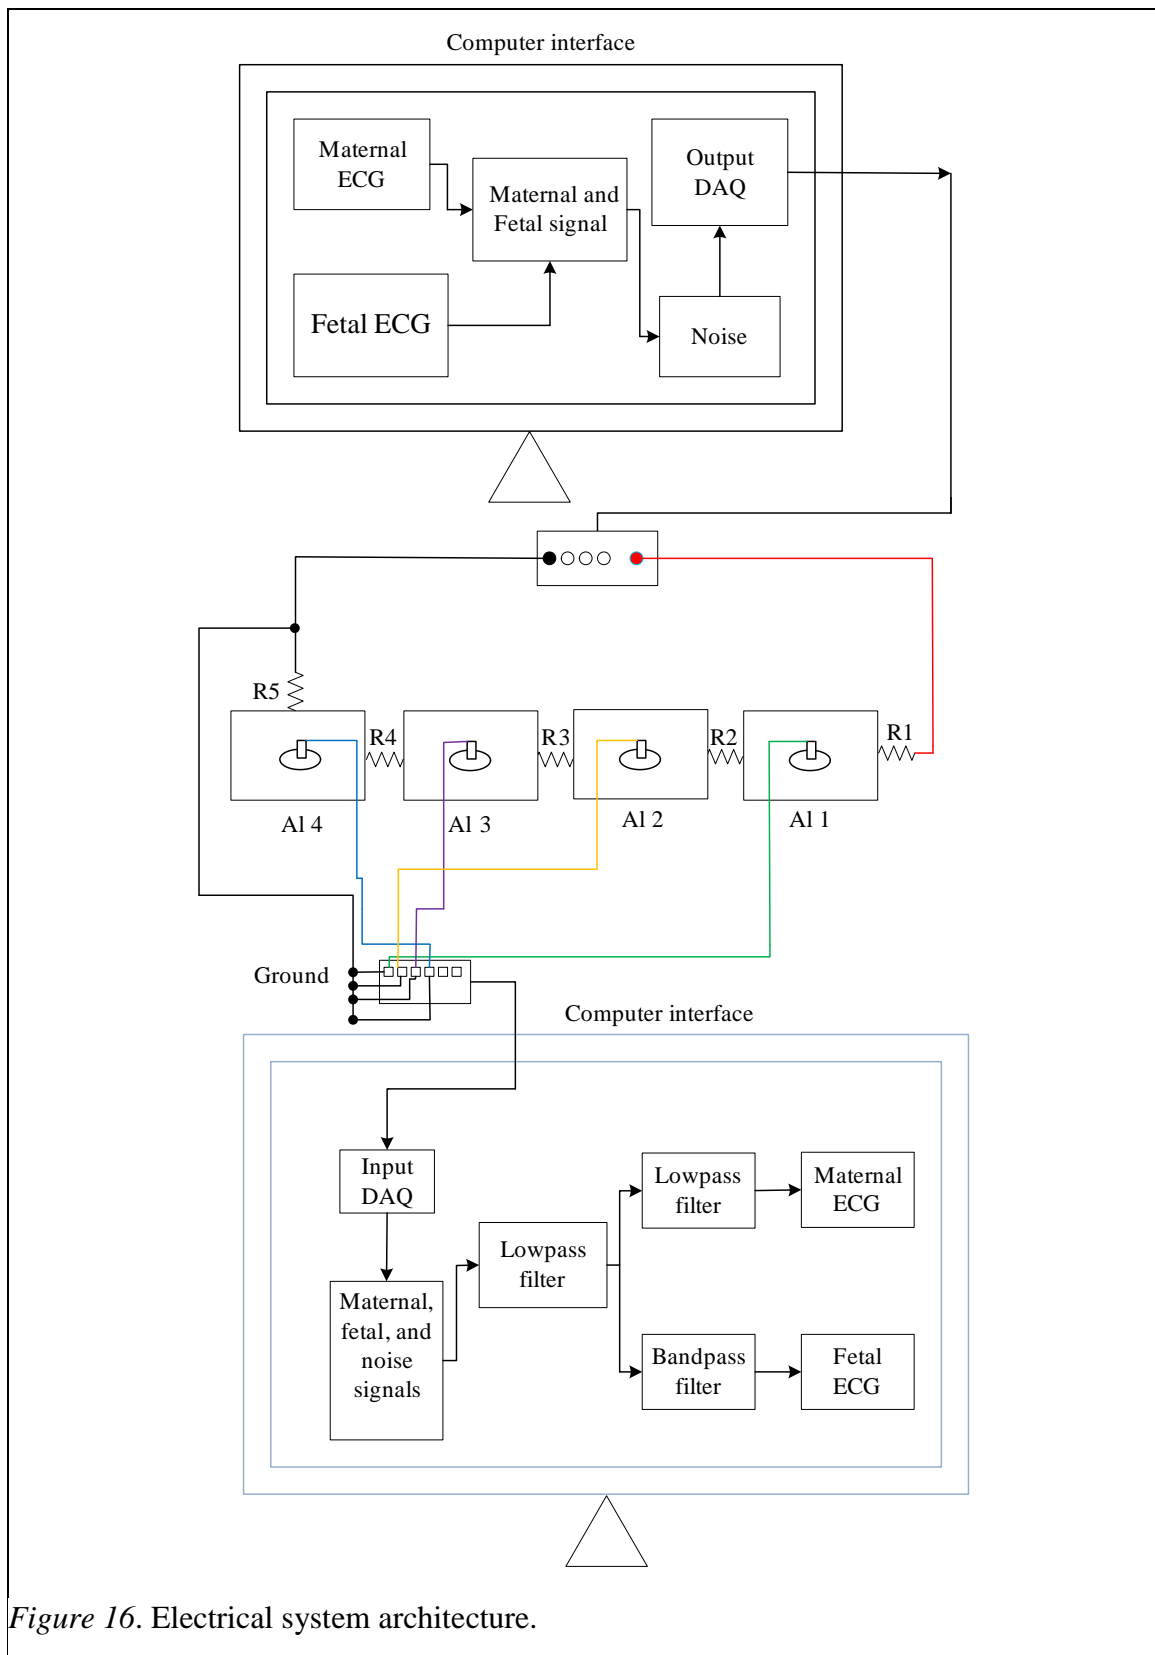 Computer interface
Maternal
ECG
Maternal and
Fetal signal
Output
DAQ
Fetal ECG
Noise
R5
R4
R3
R2
R1
Al 4
Al 3
Al 2
Al 1
Ground
Computer interface
Input
DAQ
Maternal,
fetal, and
noise
signals
Lowpass
filter
Lowpass
filter
Maternal
ECG
Bandpass
filter
Fetal
ECG
Figure 16. Electrical system architecture.